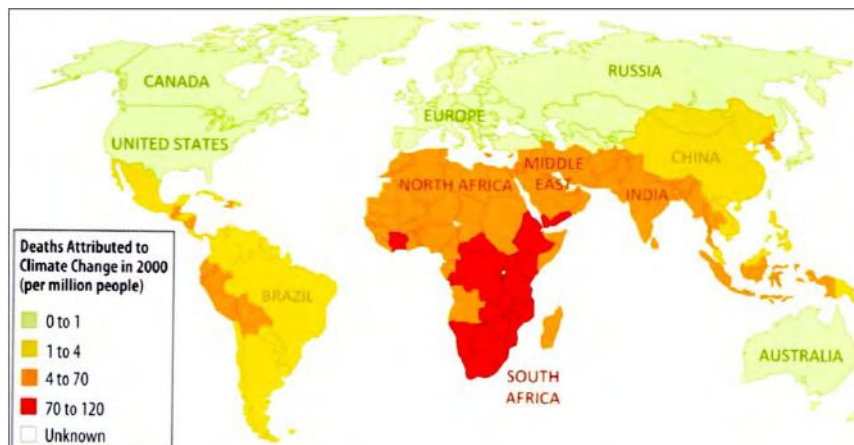 CANADA
RUSSIA
EUROPE
UNITED STATES
CHINA
MIDDLE
EAST
NORTH AFRICA
INDIA
Deaths Attributed to
Climate Change in 2000
(per million people)
BRAZIL
0 to 1
1 to 4
4 to 70
70 to 120
Unknown
AUSTRALIA
SOUTH
AFRICA